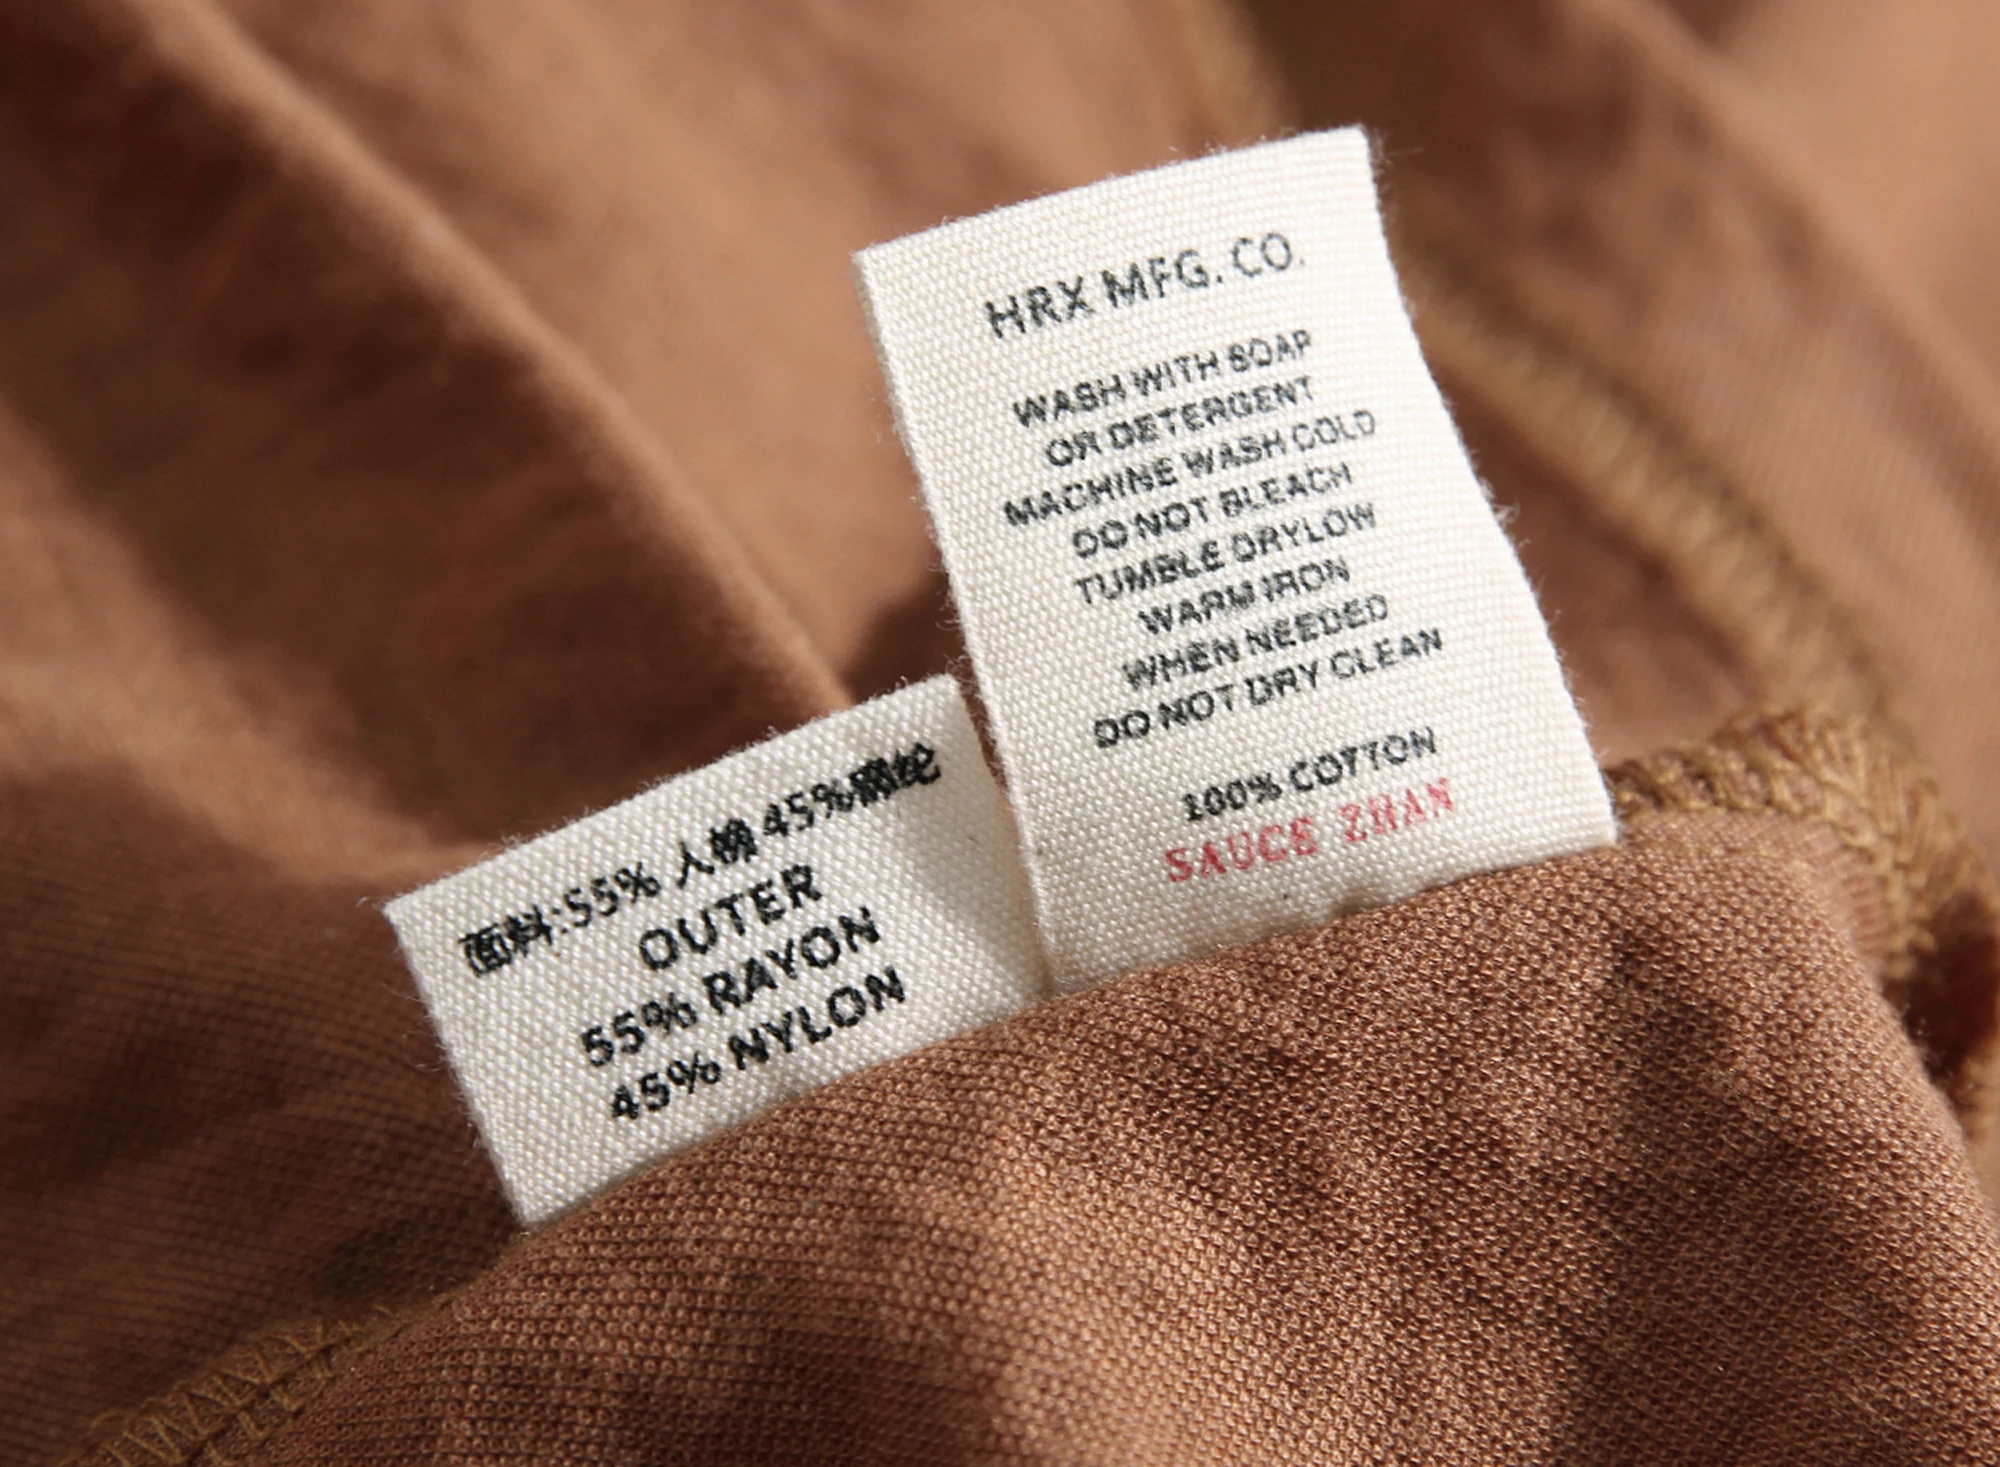 HRX MFG. CO.
WASH WITH SOAP
OR DETERGENT
MACHINE WASH COLD
DO NOT BLEACH
TUMBLE DRYLOW
WARM IRON
WHEN NEEDED
DO NOT DRY CLEAN
100% COTTON
SAUCE ZHAN
面料:55% 人棉 45%锦纶
OUTER
55% RAYON
45% NYLON